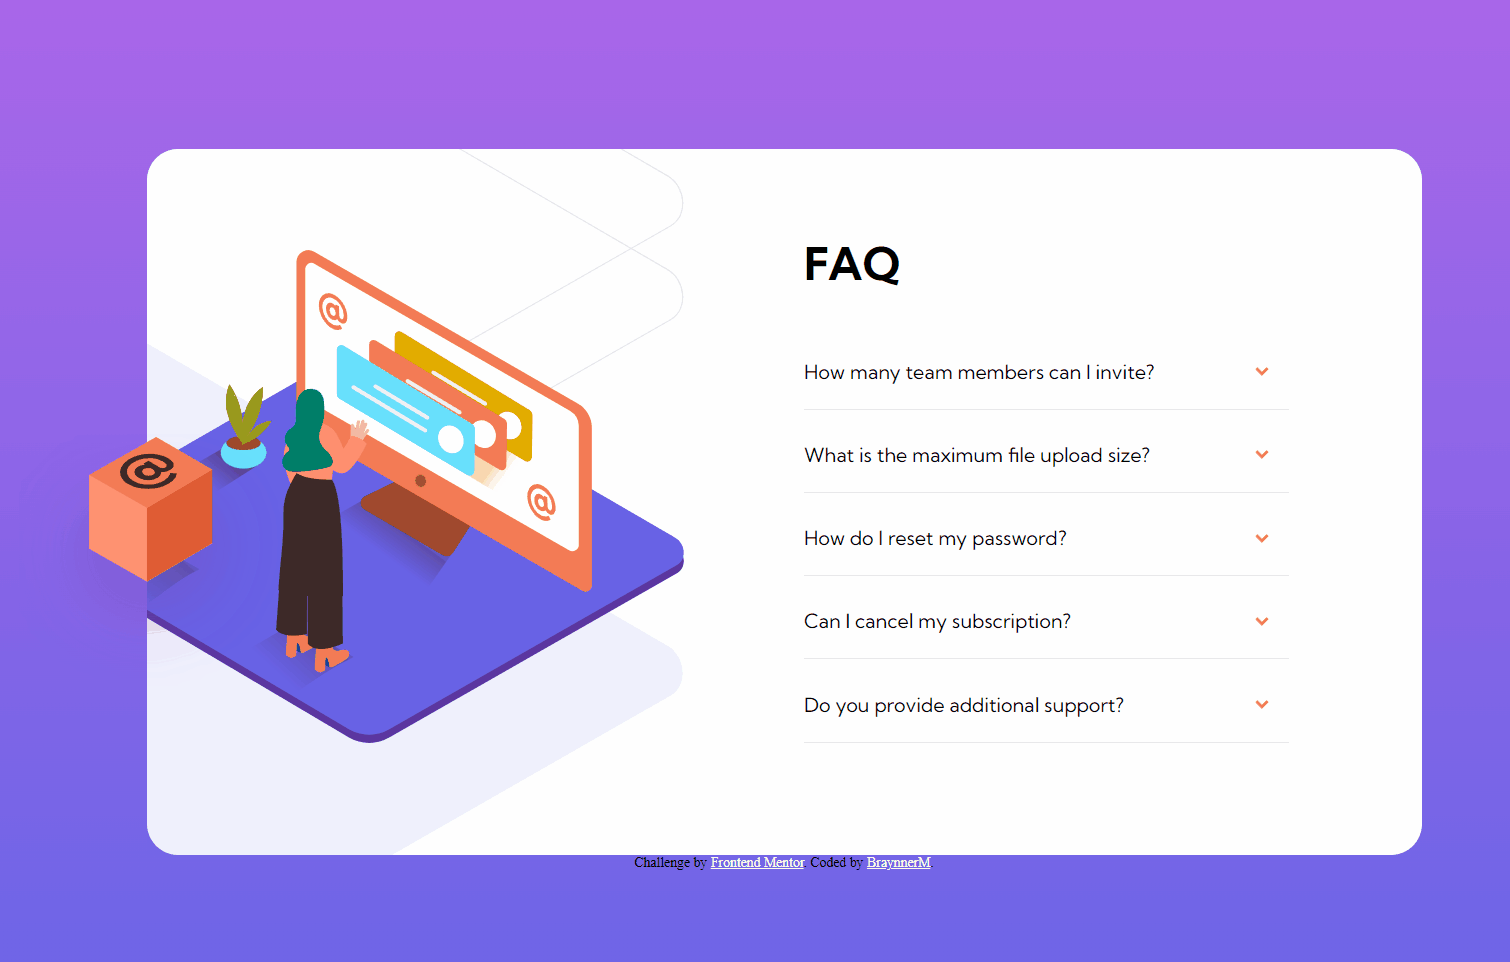 @
@
@
FAQ
How many team members can I invite?
What is the maximum file upload size?
How do I reset my password?
Can I cancel my subscription?
Do you provide additional support?
Challenge by Frontend Mentor. Coded by BraynnerM.